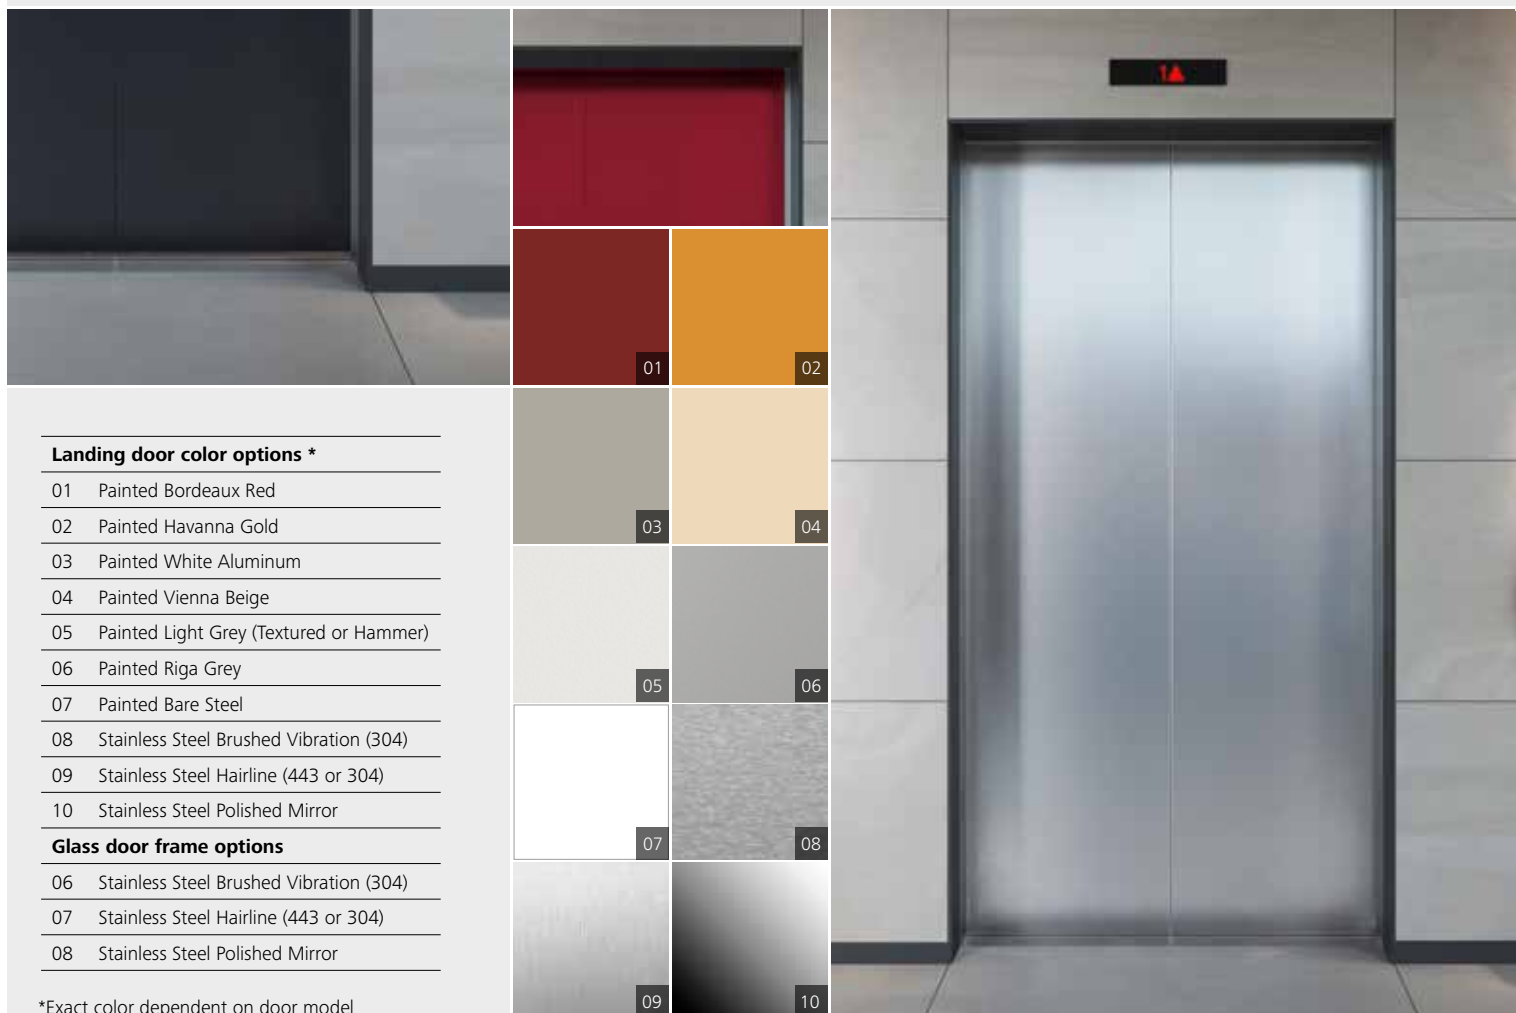 1▲
01
02
Landing door color options *
01 Painted Bordeaux Red
02 Painted Havanna Gold
03 Painted White Aluminum
04 Painted Vienna Beige
05 Painted Light Grey (Textured or Hammer)
06 Painted Riga Grey
07 Painted Bare Steel
08 Stainless Steel Brushed Vibration (304)
09 Stainless Steel Hairline (443 or 304)
10 Stainless Steel Polished Mirror
Glass door frame options
06 Stainless Steel Brushed Vibration (304)
07 Stainless Steel Hairline (443 or 304)
08 Stainless Steel Polished Mirror
*Exact color dependent on door model
03
04
05
06
07
08
09
10